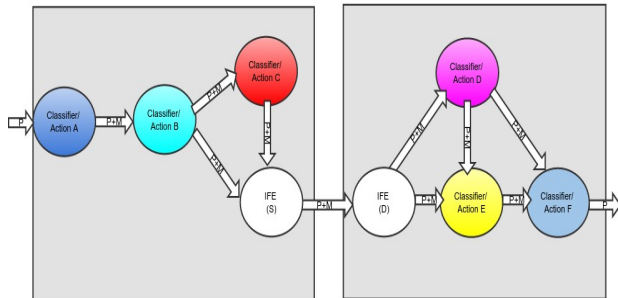 P
Classifier/
Action A
P+M
Classifier/
Action B
P+M
P+M
Classifier/
Action C
P+M
IFE
(S)
P+M
IFE
(D)
P+M
P+M
Classifier/
Action D
P+M
P+M
Classifier/
Action E
P+M
Classifier/
Action F
P